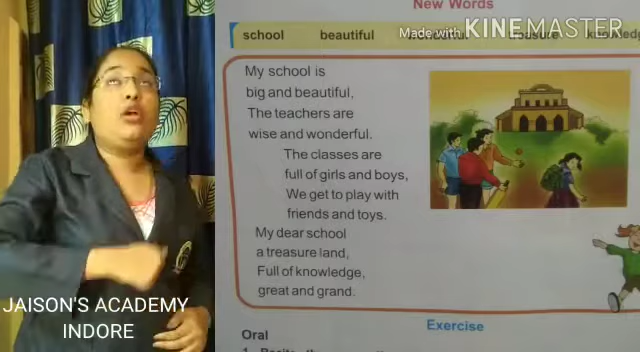 New Words
Made with KINEMASTER
school beautiful
My school is
big and beautiful,
The teachers are
wise and wonderful.
The classes are
full of girls and boys,
We get to play with
friends and toys.
My dear school
a treasure land,
Full of knowledge,
great and grand.
Exercise
Oral
JAISON'S ACADEMY
INDORE